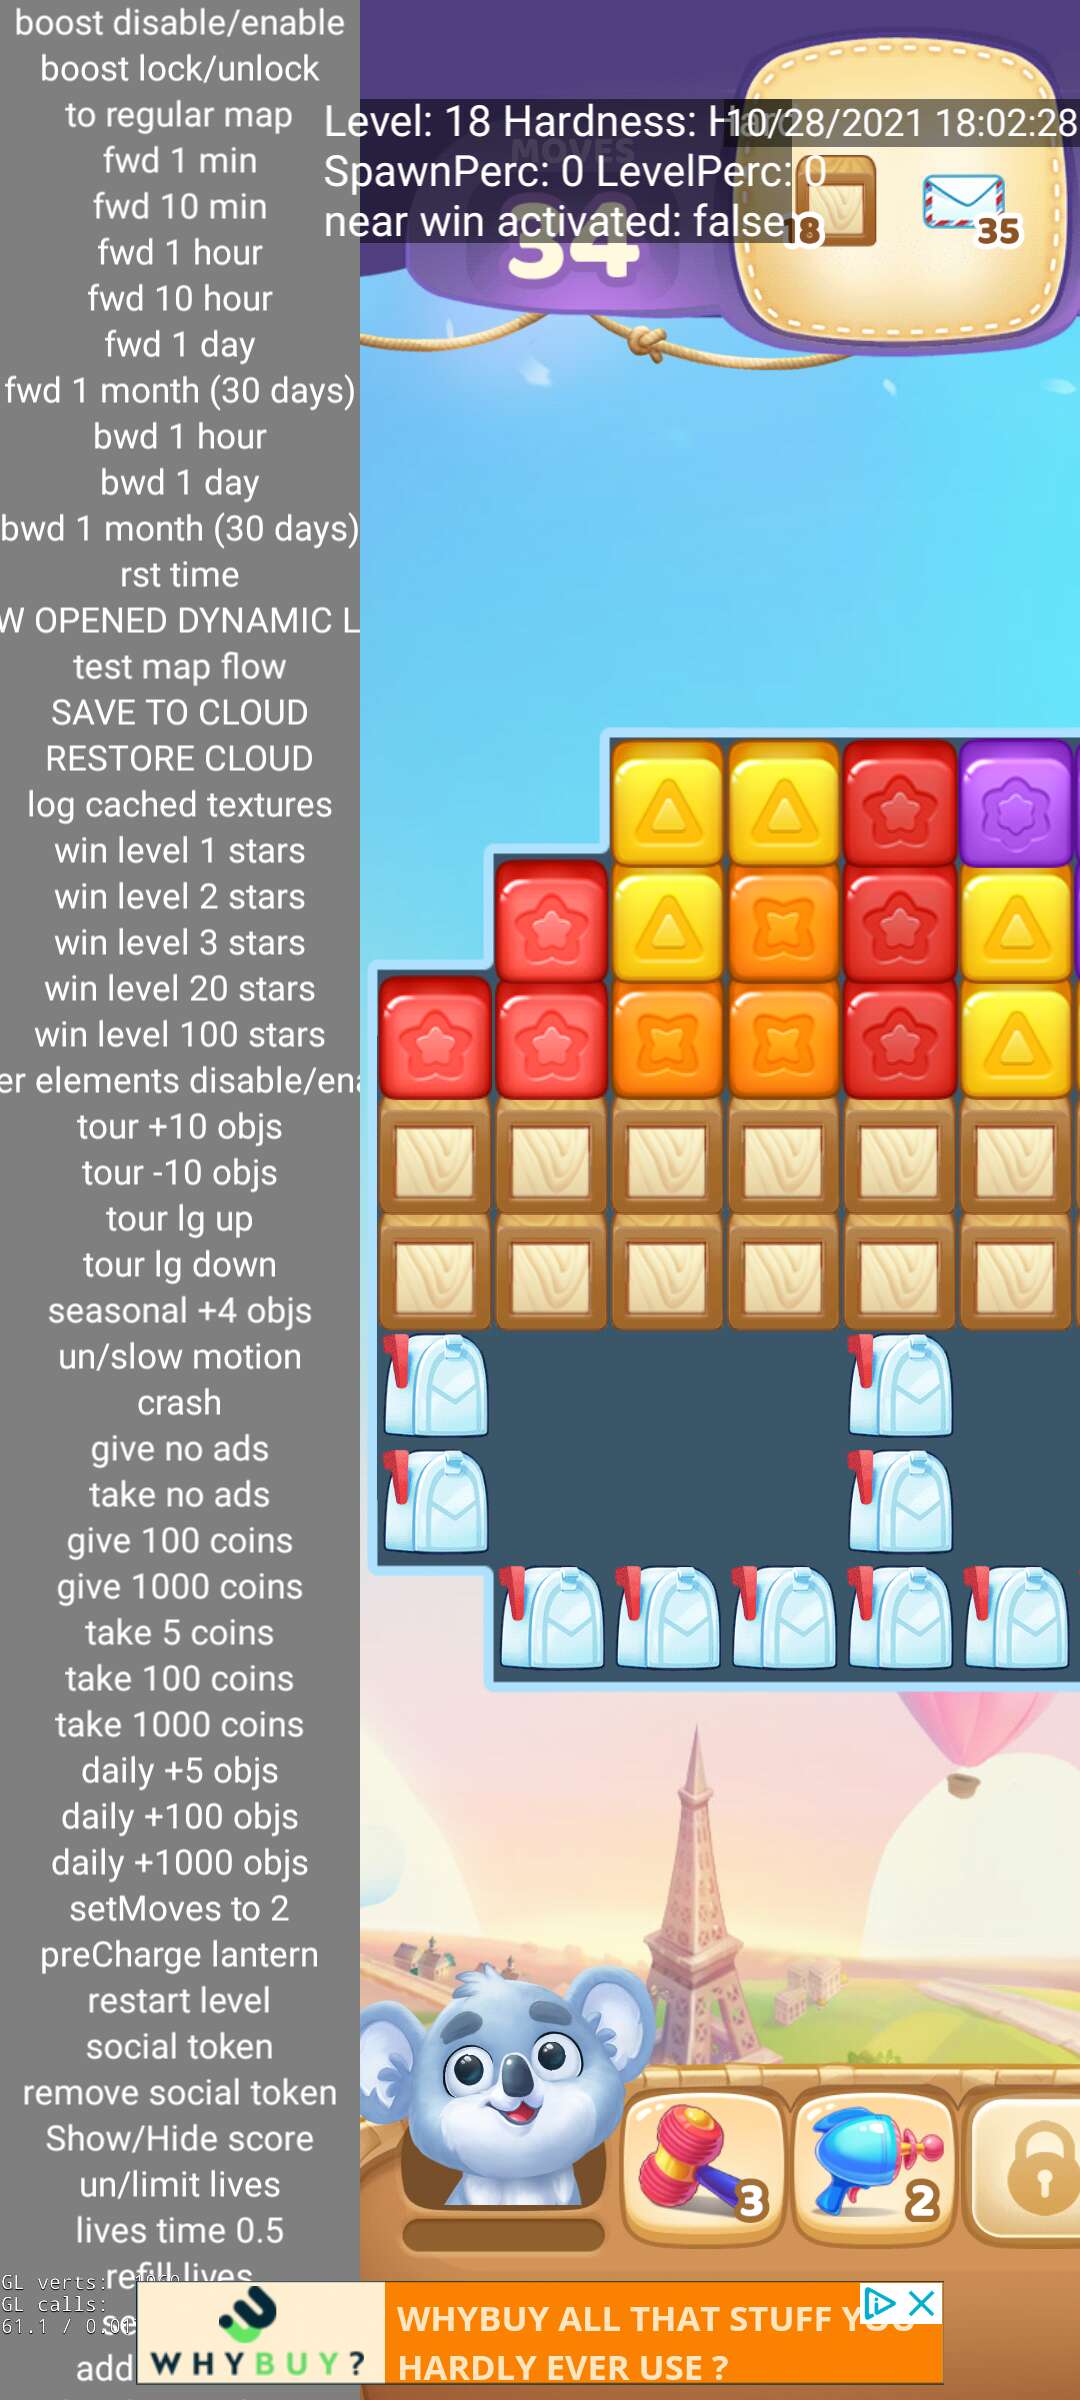 boost disable/enable
boost lock/unlock
to regular map
fwd 1 min
fwd 10 min
fwd 1 hour
fwd 10 hour
fwd 1 day
fwd 1 month (30 days)
bwd 1 hour
bwd 1 day
bwd 1 month (30 days)
rst time
W OPENED DYNAMIC L
test map flow
SAVE TO CLOUD
RESTORE CLOUD
log cached textures
win level 1 stars
win level 2 stars
win level 3 stars
win level 20 stars
win level 100 stars
er elements disable/ena
tour +10 objs
tour -10 objs
tour lg up
tour lg down
seasonal +4 objs
un/slow motion
crash
give no ads
take no ads
give 100 coins
give 1000 coins
take 5 coins
take 100 coins
take 1000 coins
daily +5 objs
daily +100 objs
daily +1000 objs
setMoves to 2
preCharge lantern
restart level
social token
remove social token
Show/Hide score
un/limit lives
lives time 0.5
refill lives
se
add
GL verts:
GL calls:
61.1 /
Level: 18 Hardness: Hard
10/28/2021 18:02:28
SpawnPerc: 0 LevelPerc: 0
near win activated: false
MOVES
34
18
35
3
2
WHYBUY?
WHYBUY ALL THAT STUFF YOU
HARDLY EVER USE ?